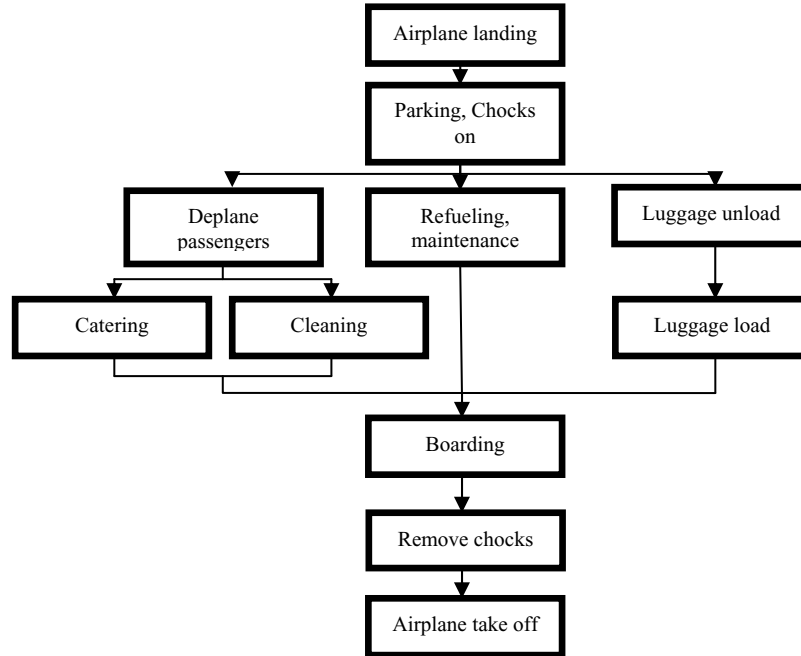 Airplane landing
Parking, Chocks
on
Deplane
passengers
Refueling,
maintenance
Luggage unload
Catering
Cleaning
Luggage load
Boarding
Remove chocks
Airplane take off